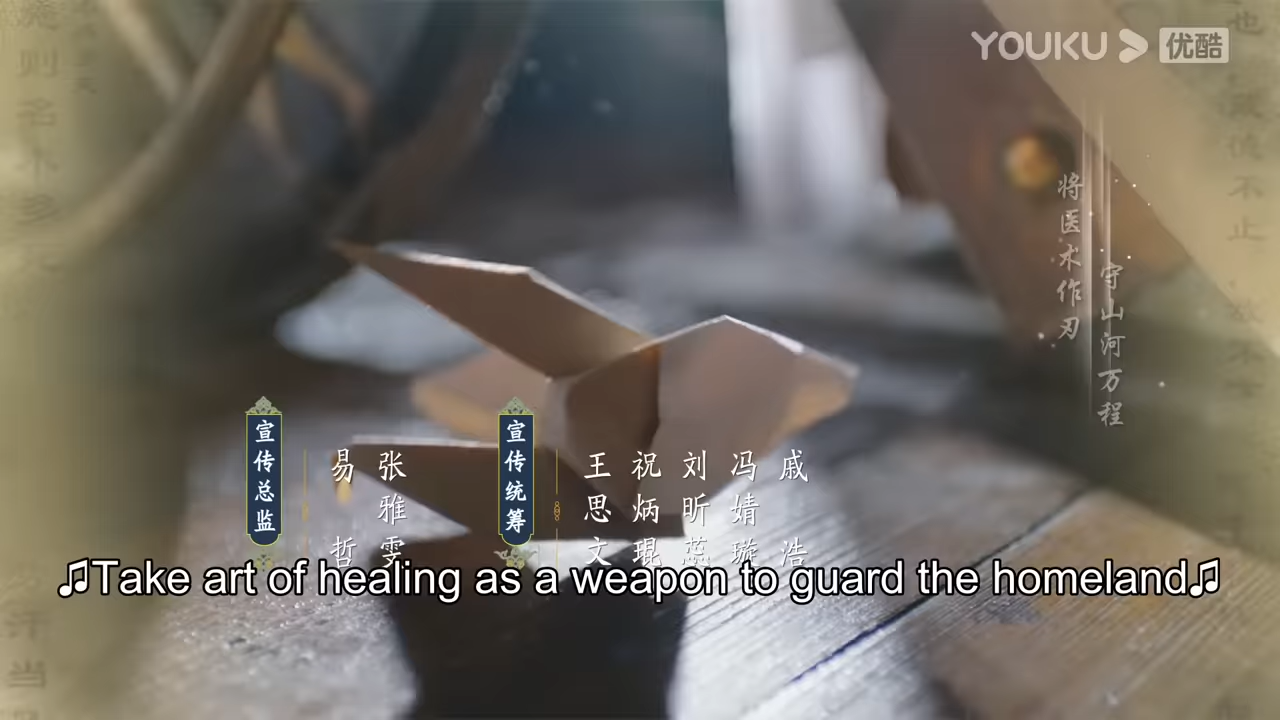 YOUKU 优酷
将医术作刃
守山河万程
宣传总监
易哲
张雅雯
宣传统筹
王思文
祝炳琨
刘昕蕊
冯婧璇
戚浩
♫Take art of healing as a weapon to guard the homeland♫